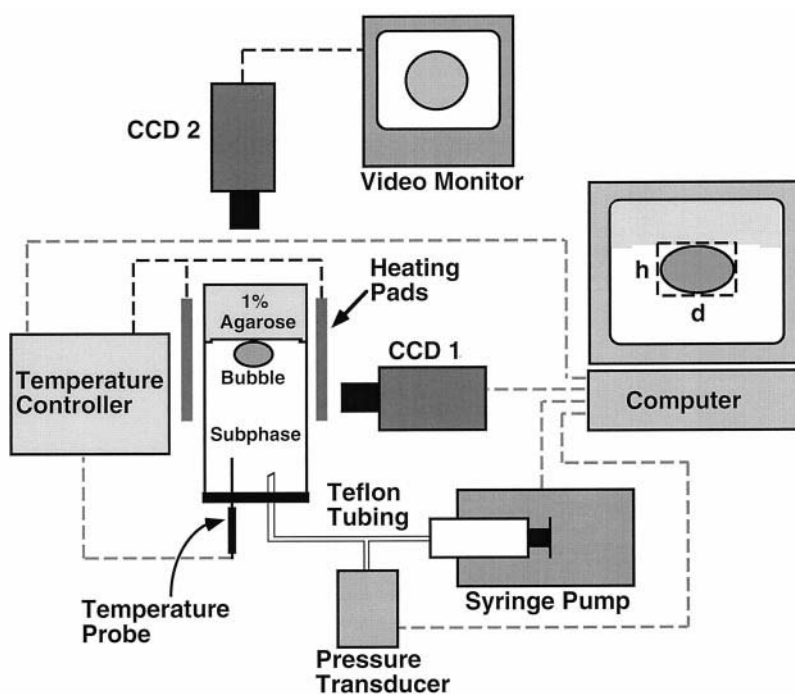 CCD 2
Video Monitor
Heating
Pads
h
d
1%
Agarose
CCD 1
Bubble
Temperature
Controller
Computer
Subphase
Teflon
Tubing
Temperature
Probe
Syringe Pump
Pressure
Transducer